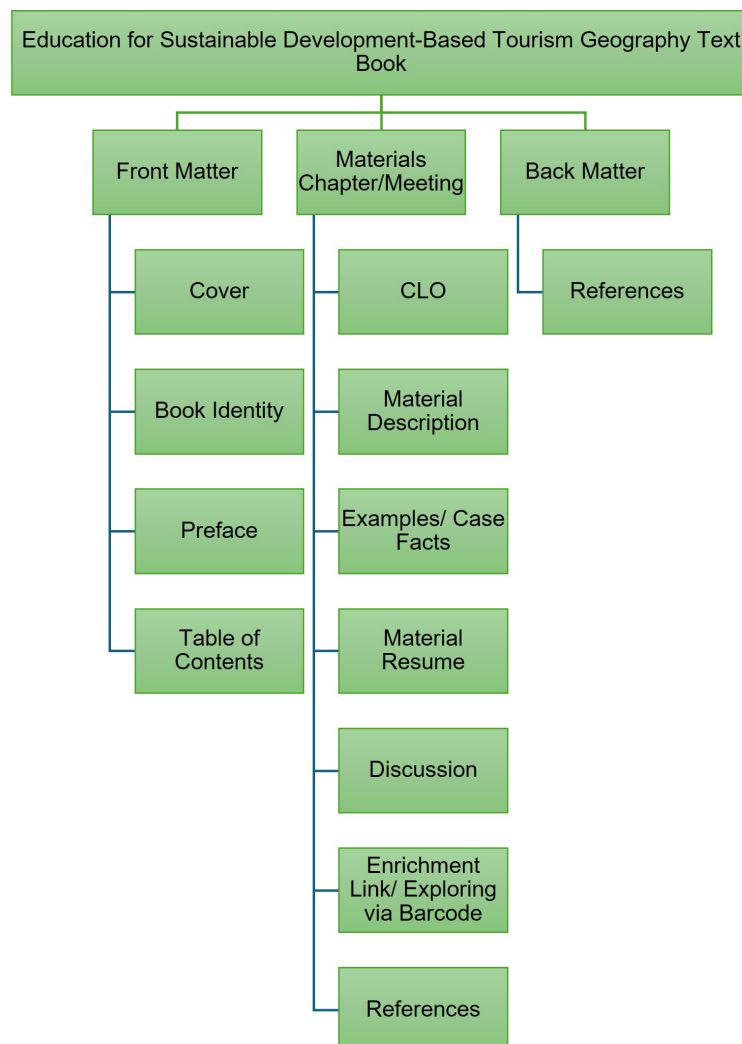 Education for Sustainable Development-Based Tourism Geography Text
Book
Front Matter
Materials
Chapter/Meeting
Back Matter
Cover
CLO
References
Book Identity
Material
Description
Preface
Examples/ Case
Facts
Table of
Contents
Material
Resume
Discussion
Enrichment
Link/ Exploring
via Barcode
References